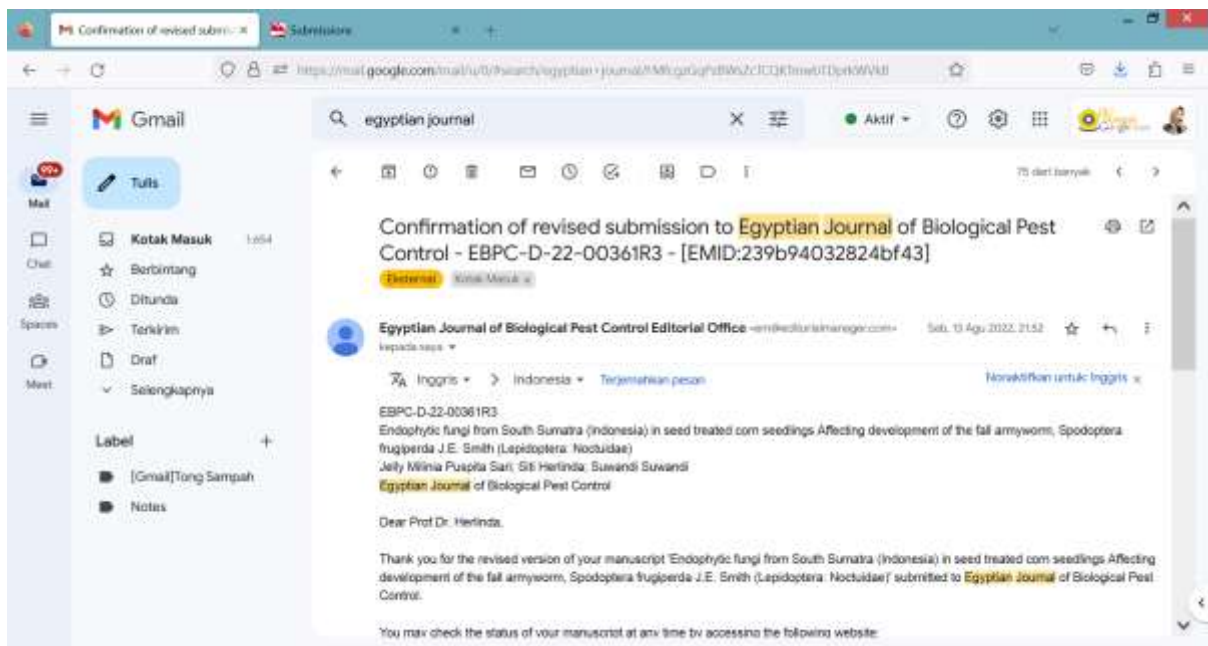 Confirmation of revised submi
Submissions
google.com
Gmail
egyptian journal
Aktif
99+
Mail
Tulis
75 dari banyak
Kotak Masuk
Chat
Berbintang
Ditunda
Spaces
Terkirim
Draf
Meet
Selengkapnya
Label
[Gmail]Tong Sampah
Notes
Confirmation of revised submission to Egyptian Journal of Biological Pest
Control - EBPC-D-22-00361R3 - [EMID:239b94032824bf43]
Eksternal Kotak Masuk x
Egyptian Journal of Biological Pest Control Editorial Office Sab, 13 Agu 2022, 21.52
kepada saya
Inggris > Indonesia Terjemahkan pesan Nonaktifkan untuk: Inggris x
EBPC-D-22-00361R3
Endophytic fungi from South Sumatra (Indonesia) in seed treated corn seedlings Affecting development of the fall armyworm, Spodoptera
frugiperda J.E. Smith (Lepidoptera: Noctuidae)
Jelly Milinia Puspita Sari; Siti Herlinda; Suwandi Suwandi
Egyptian Journal of Biological Pest Control
Dear Prof Dr. Herlinda,
Thank you for the revised version of your manuscript 'Endophytic fungi from South Sumatra (Indonesia) in seed treated corn seedlings Affecting
development of the fall armyworm, Spodoptera frugiperda J.E. Smith (Lepidoptera: Noctuidae)' submitted to Egyptian Journal of Biological Pest
Control.
You may check the status of your manuscript at any time by accessing the following website: